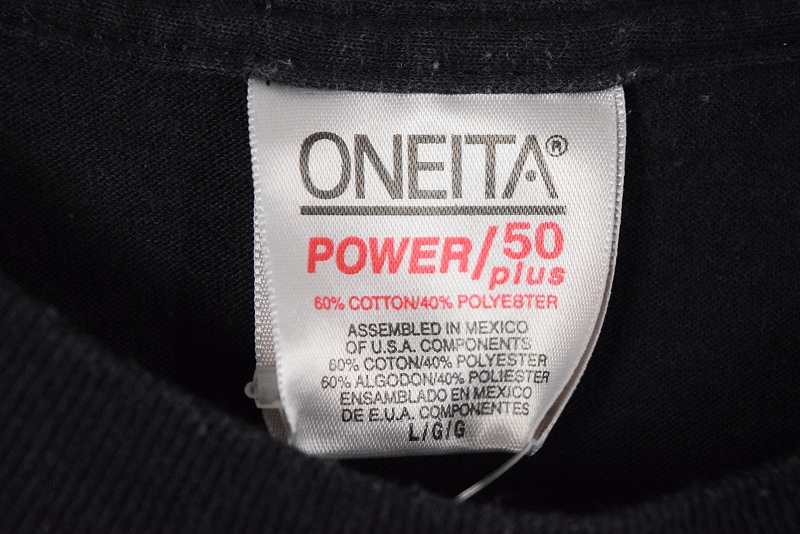 ONEITA®
POWER/50
plus
60% COTTON/40% POLYESTER
ASSEMBLED IN MEXICO
OF U.S.A. COMPONENTS
60% COTON/40% POLYESTER
60% ALGODON/40% POLIESTER
ENSAMBLADO EN MEXICO
DE E.U.A. COMPONENTES
L/G/G